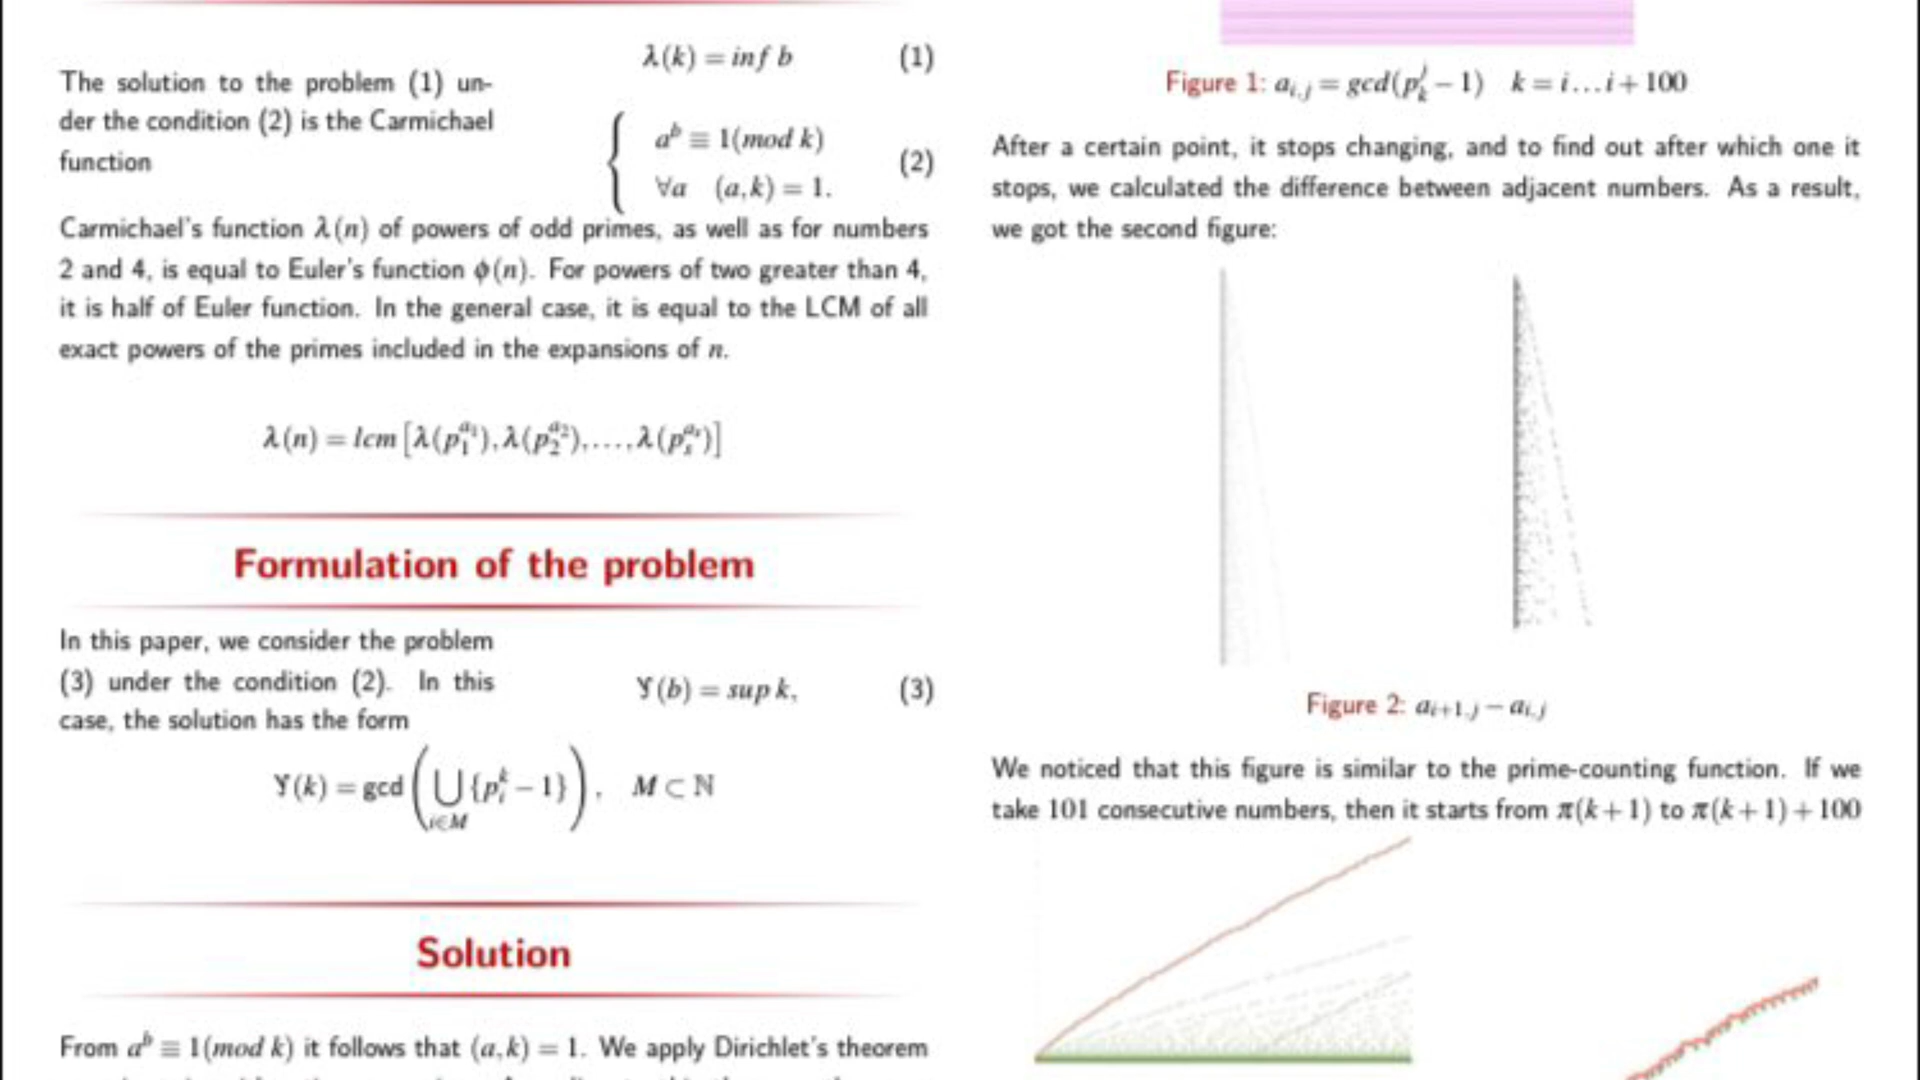 λ(k) = inf b (1)
The solution to the problem (1) un-
der the condition (2) is the Carmichael
function
{ a^b ≡ 1(mod k)
∀a (a,k) = 1. (2)
Carmichael's function λ(n) of powers of odd primes, as well as for numbers
2 and 4, is equal to Euler's function ϕ(n). For powers of two greater than 4,
it is half of Euler function. In the general case, it is equal to the LCM of all
exact powers of the primes included in the expansions of n.
λ(n) = lcm [λ(p_1^{a_1}), λ(p_2^{a_2}), ..., λ(p_s^{a_s})]
Formulation of the problem
In this paper, we consider the problem
(3) under the condition (2). In this
case, the solution has the form
Ɣ(b) = sup k, (3)
Ɣ(k) = gcd ( ⋃_{i∈M} {p_i^k − 1} ), M ⊂ ℕ
Solution
From a^b ≡ 1(mod k) it follows that (a,k) = 1. We apply Dirichlet's theorem
Figure 1: a_{i,j} = gcd(p_k^j − 1) k = i...i + 100
After a certain point, it stops changing, and to find out after which one it
stops, we calculated the difference between adjacent numbers. As a result,
we got the second figure:
Figure 2: a_{i+1,j} − a_{i,j}
We noticed that this figure is similar to the prime-counting function. If we
take 101 consecutive numbers, then it starts from π(k+1) to π(k+1)+100